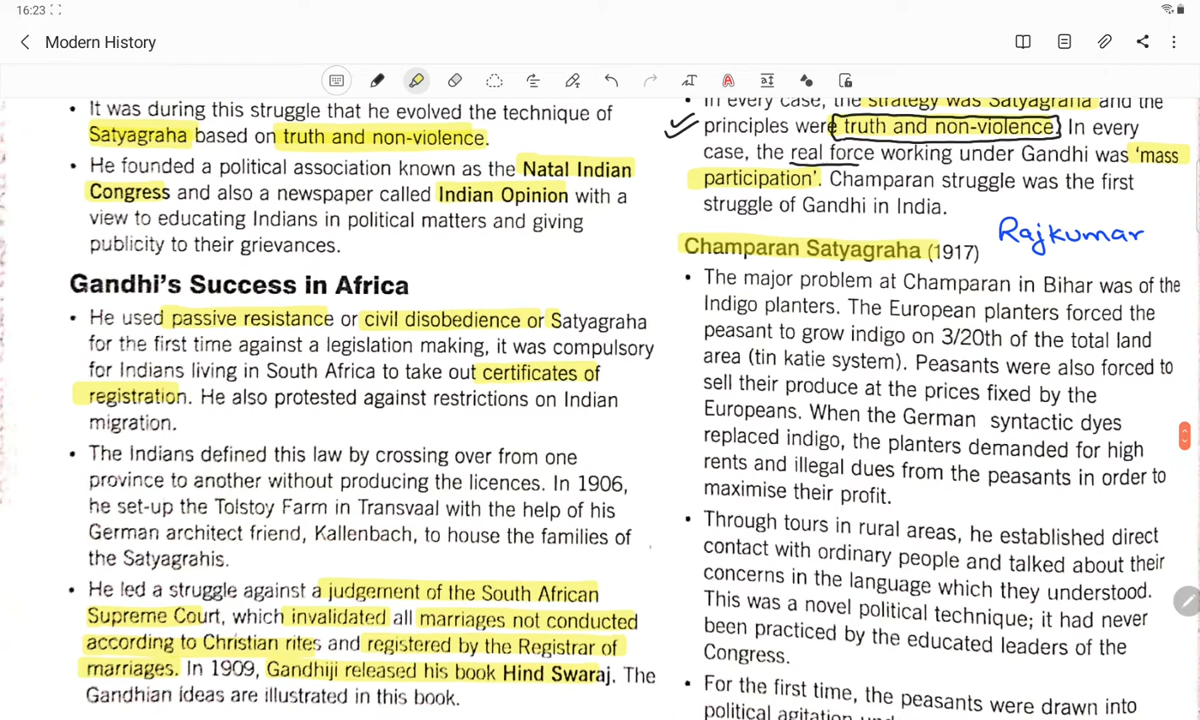 16:23
Modern History
• It was during this struggle that he evolved the technique of
Satyagraha based on truth and non-violence.
• He founded a political association known as the Natal Indian
Congress and also a newspaper called Indian Opinion with a
view to educating Indians in political matters and giving
publicity to their grievances.
Gandhi's Success in Africa
• He used passive resistance or civil disobedience or Satyagraha
for the first time against a legislation making, it was compulsory
for Indians living in South Africa to take out certificates of
registration. He also protested against restrictions on Indian
migration.
• The Indians defined this law by crossing over from one
province to another without producing the licences. In 1906,
he set-up the Tolstoy Farm in Transvaal with the help of his
German architect friend, Kallenbach, to house the families of
the Satyagrahis.
• He led a struggle against a judgement of the South African
Supreme Court, which invalidated all marriages not conducted
according to Christian rites and registered by the Registrar of
marriages. In 1909, Gandhiji released his book Hind Swaraj. The
Gandhian ideas are illustrated in this book.
• In every case, the strategy was Satyagraha and the
principles were truth and non-violence. In every
case, the real force working under Gandhi was 'mass
participation'. Champaran struggle was the first
struggle of Gandhi in India.
Rajkumar
Champaran Satyagraha (1917)
• The major problem at Champaran in Bihar was of the
Indigo planters. The European planters forced the
peasant to grow indigo on 3/20th of the total land
area (tin katie system). Peasants were also forced to
sell their produce at the prices fixed by the
Europeans. When the German syntactic dyes
replaced indigo, the planters demanded for high
rents and illegal dues from the peasants in order to
maximise their profit.
• Through tours in rural areas, he established direct
contact with ordinary people and talked about their
concerns in the language which they understood.
This was a novel political technique; it had never
been practiced by the educated leaders of the
Congress.
• For the first time, the peasants were drawn into
political agitation